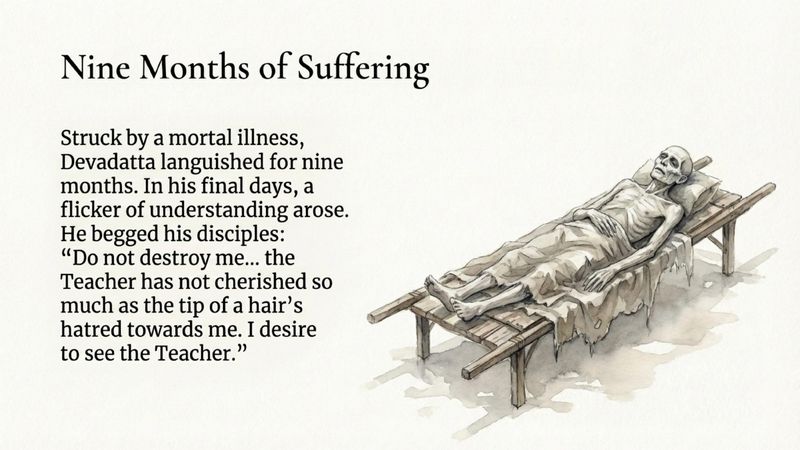 Nine Months of Suffering
Struck by a mortal illness,
Devadatta languished for nine
months. In his final days, a
flicker of understanding arose.
He begged his disciples:
“Do not destroy me... the
Teacher has not cherished so
much as the tip of a hair’s
hatred towards me. I desire
to see the Teacher.”